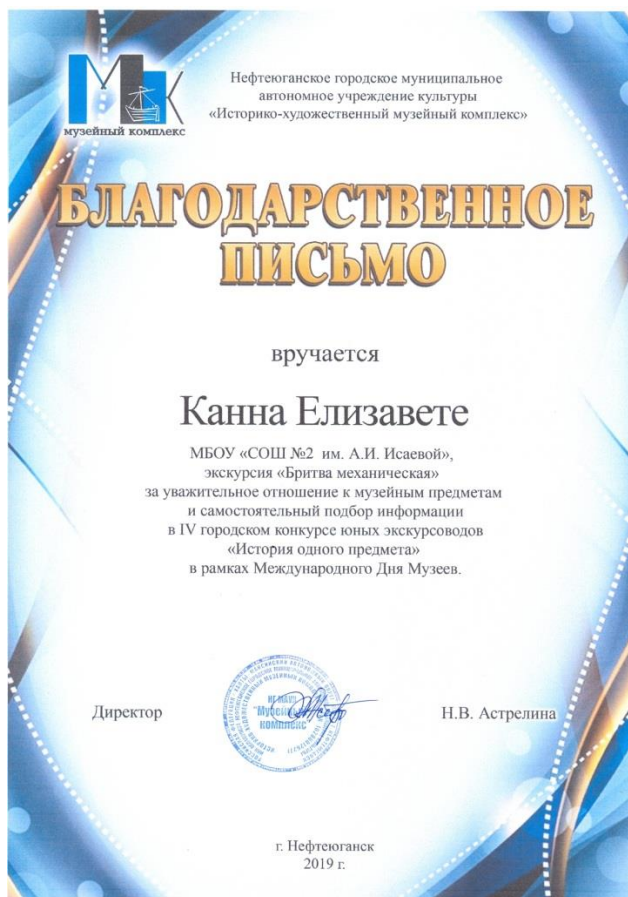 МК
музейный комплекс
Нефтеюганское городское муниципальное
автономное учреждение культуры
«Историко-художественный музейный комплекс»
БЛАГОДАРСТВЕННОЕ
ПИСЬМО
вручается
Канна Елизавете
МБОУ «СОШ №2 им. А.И. Исаевой»,
экскурсия «Бритва механическая»
за уважительное отношение к музейным предметам
и самостоятельный подбор информации
в IV городском конкурсе юных экскурсоводов
«История одного предмета»
в рамках Международного Дня Музеев.
Директор
"Музейный
комплекс"
Н.В. Астрелина
г. Нефтеюганск
2019 г.